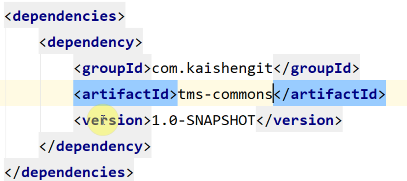 <dependencies>
<dependency>
<groupId>com.kaishengit</groupId>
<artifactId>tms-commons</artifactId>
<version>1.0-SNAPSHOT</version>
</dependency>
</dependencies>